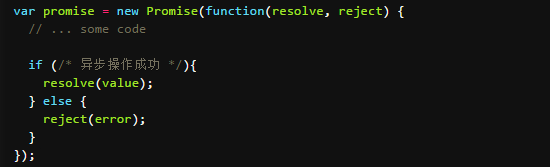 var promise = new Promise(function(resolve, reject) {
  // ... some code

  if (/* 异步操作成功 */){
    resolve(value);
  } else {
    reject(error);
  }
});